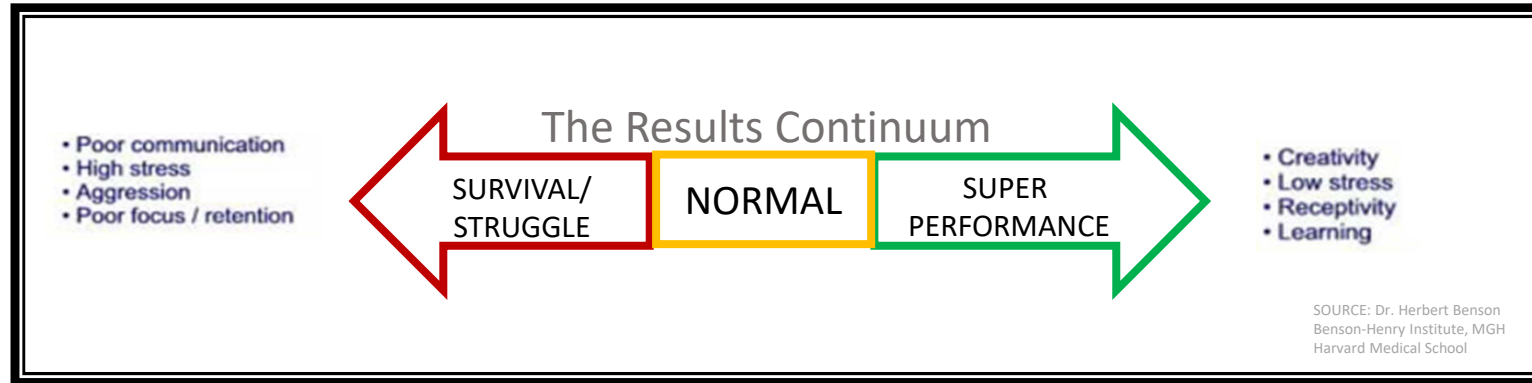 The Results Continuum
• Poor communication
• High stress
• Aggression
• Poor focus / retention
SURVIVAL/
STRUGGLE
NORMAL
SUPER
PERFORMANCE
• Creativity
• Low stress
• Receptivity
• Learning
SOURCE: Dr. Herbert Benson
Benson-Henry Institute, MGH
Harvard Medical School